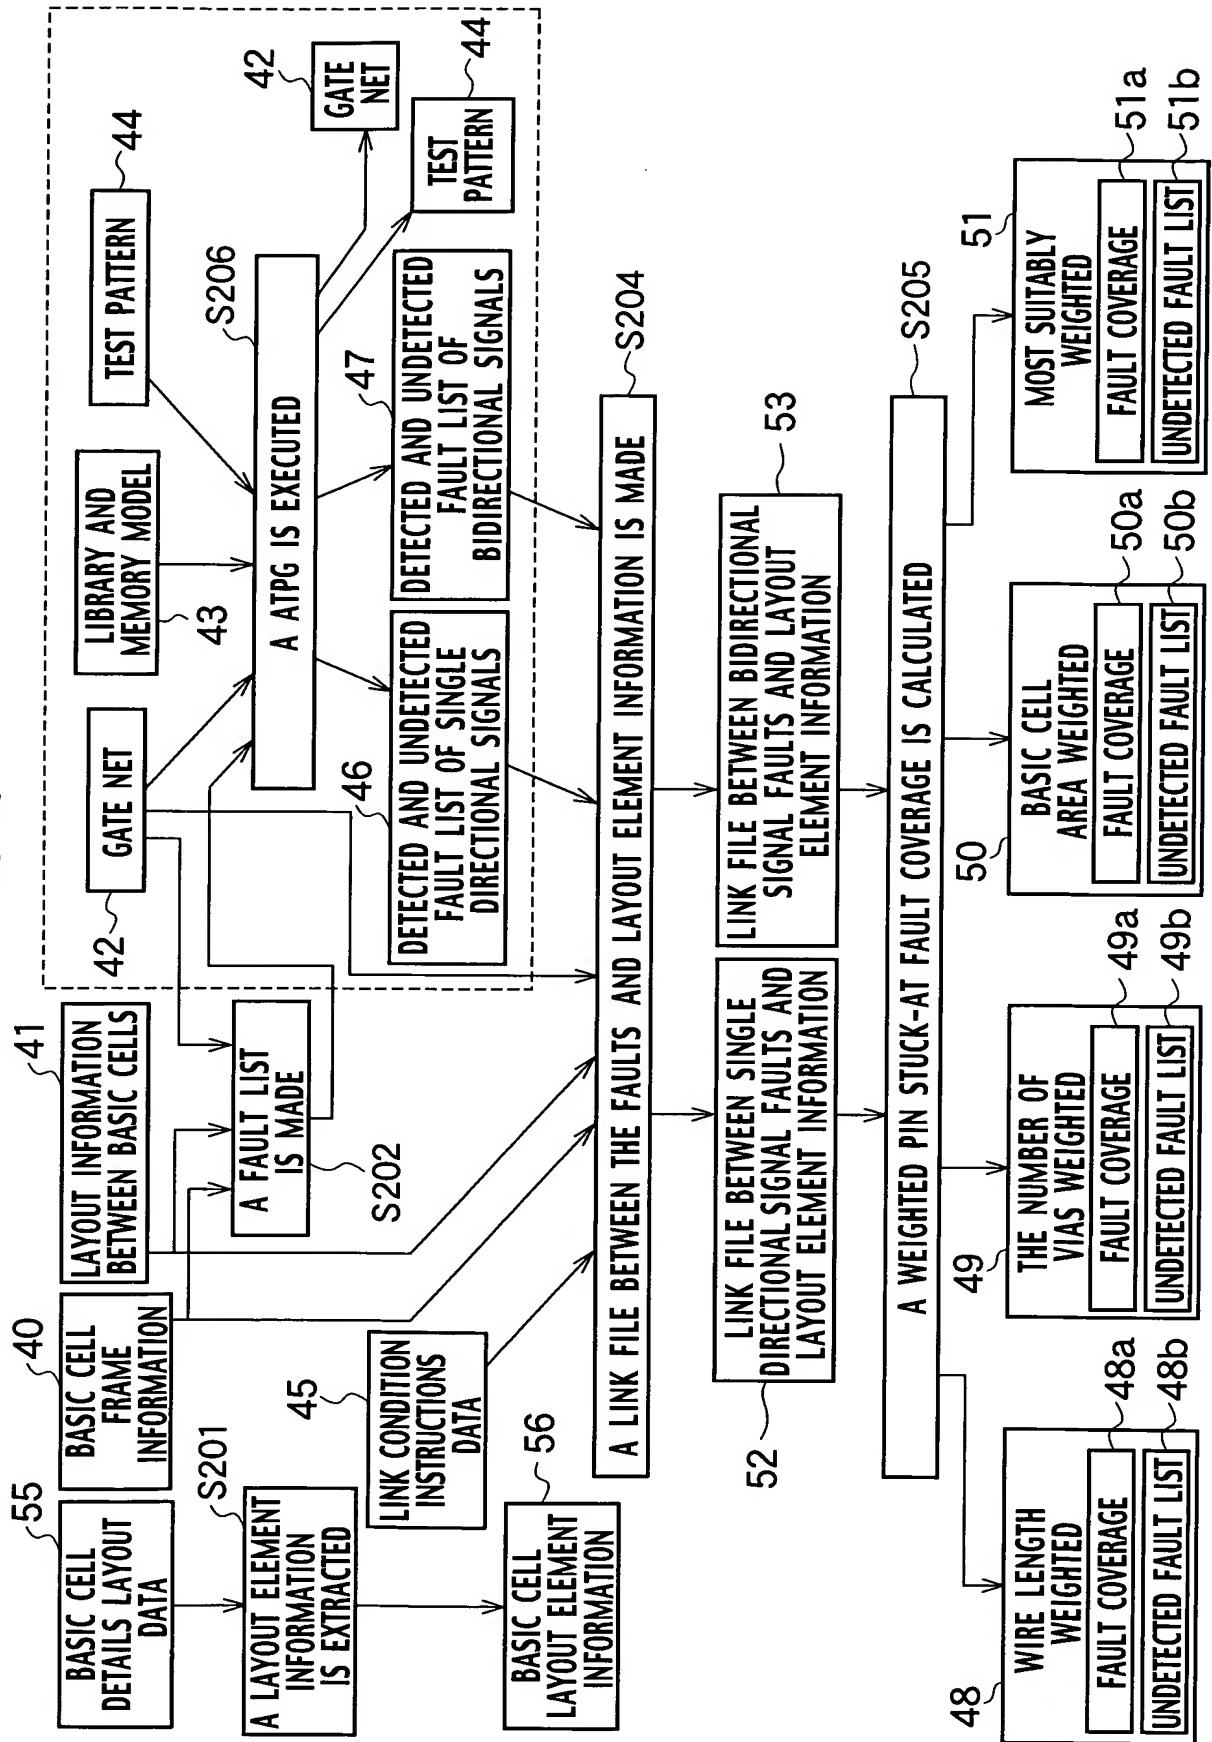 55
BASIC CELL
DETAILS LAYOUT
DATA
40
BASIC CELL
FRAME
INFORMATION
41
LAYOUT INFORMATION
BETWEEN BASIC CELLS
42
GATE NET
LIBRARY AND
MEMORY MODEL
43
TEST PATTERN
44
S201
A LAYOUT ELEMENT
INFORMATION
IS EXTRACTED
A FAULT LIST
IS MADE
S202
A ATPG IS EXECUTED
S206
42
GATE
NET
45
LINK CONDITION
INSTRUCTIONS
DATA
46
DETECTED AND UNDETECTED
FAULT LIST OF SINGLE
DIRECTIONAL SIGNALS
47
DETECTED AND UNDETECTED
FAULT LIST OF
BIDIRECTIONAL SIGNALS
TEST
PATTERN
44
56
BASIC CELL
LAYOUT ELEMENT
INFORMATION
A LINK FILE BETWEEN THE FAULTS AND LAYOUT ELEMENT INFORMATION IS MADE
S204
52
LINK FILE BETWEEN SINGLE
DIRECTIONAL SIGNAL FAULTS AND
LAYOUT ELEMENT INFORMATION
LINK FILE BETWEEN BIDIRECTIONAL
SIGNAL FAULTS AND LAYOUT
ELEMENT INFORMATION
53
A WEIGHTED PIN STUCK-AT FAULT COVERAGE IS CALCULATED
S205
48
WIRE LENGTH
WEIGHTED
FAULT COVERAGE
48a
UNDETECTED FAULT LIST
48b
49
THE NUMBER OF
VIAS WEIGHTED
FAULT COVERAGE
49a
UNDETECTED FAULT LIST
49b
50
BASIC CELL
AREA WEIGHTED
FAULT COVERAGE
50a
UNDETECTED FAULT LIST
50b
51
MOST SUITABLY
WEIGHTED
FAULT COVERAGE
51a
UNDETECTED FAULT LIST
51b